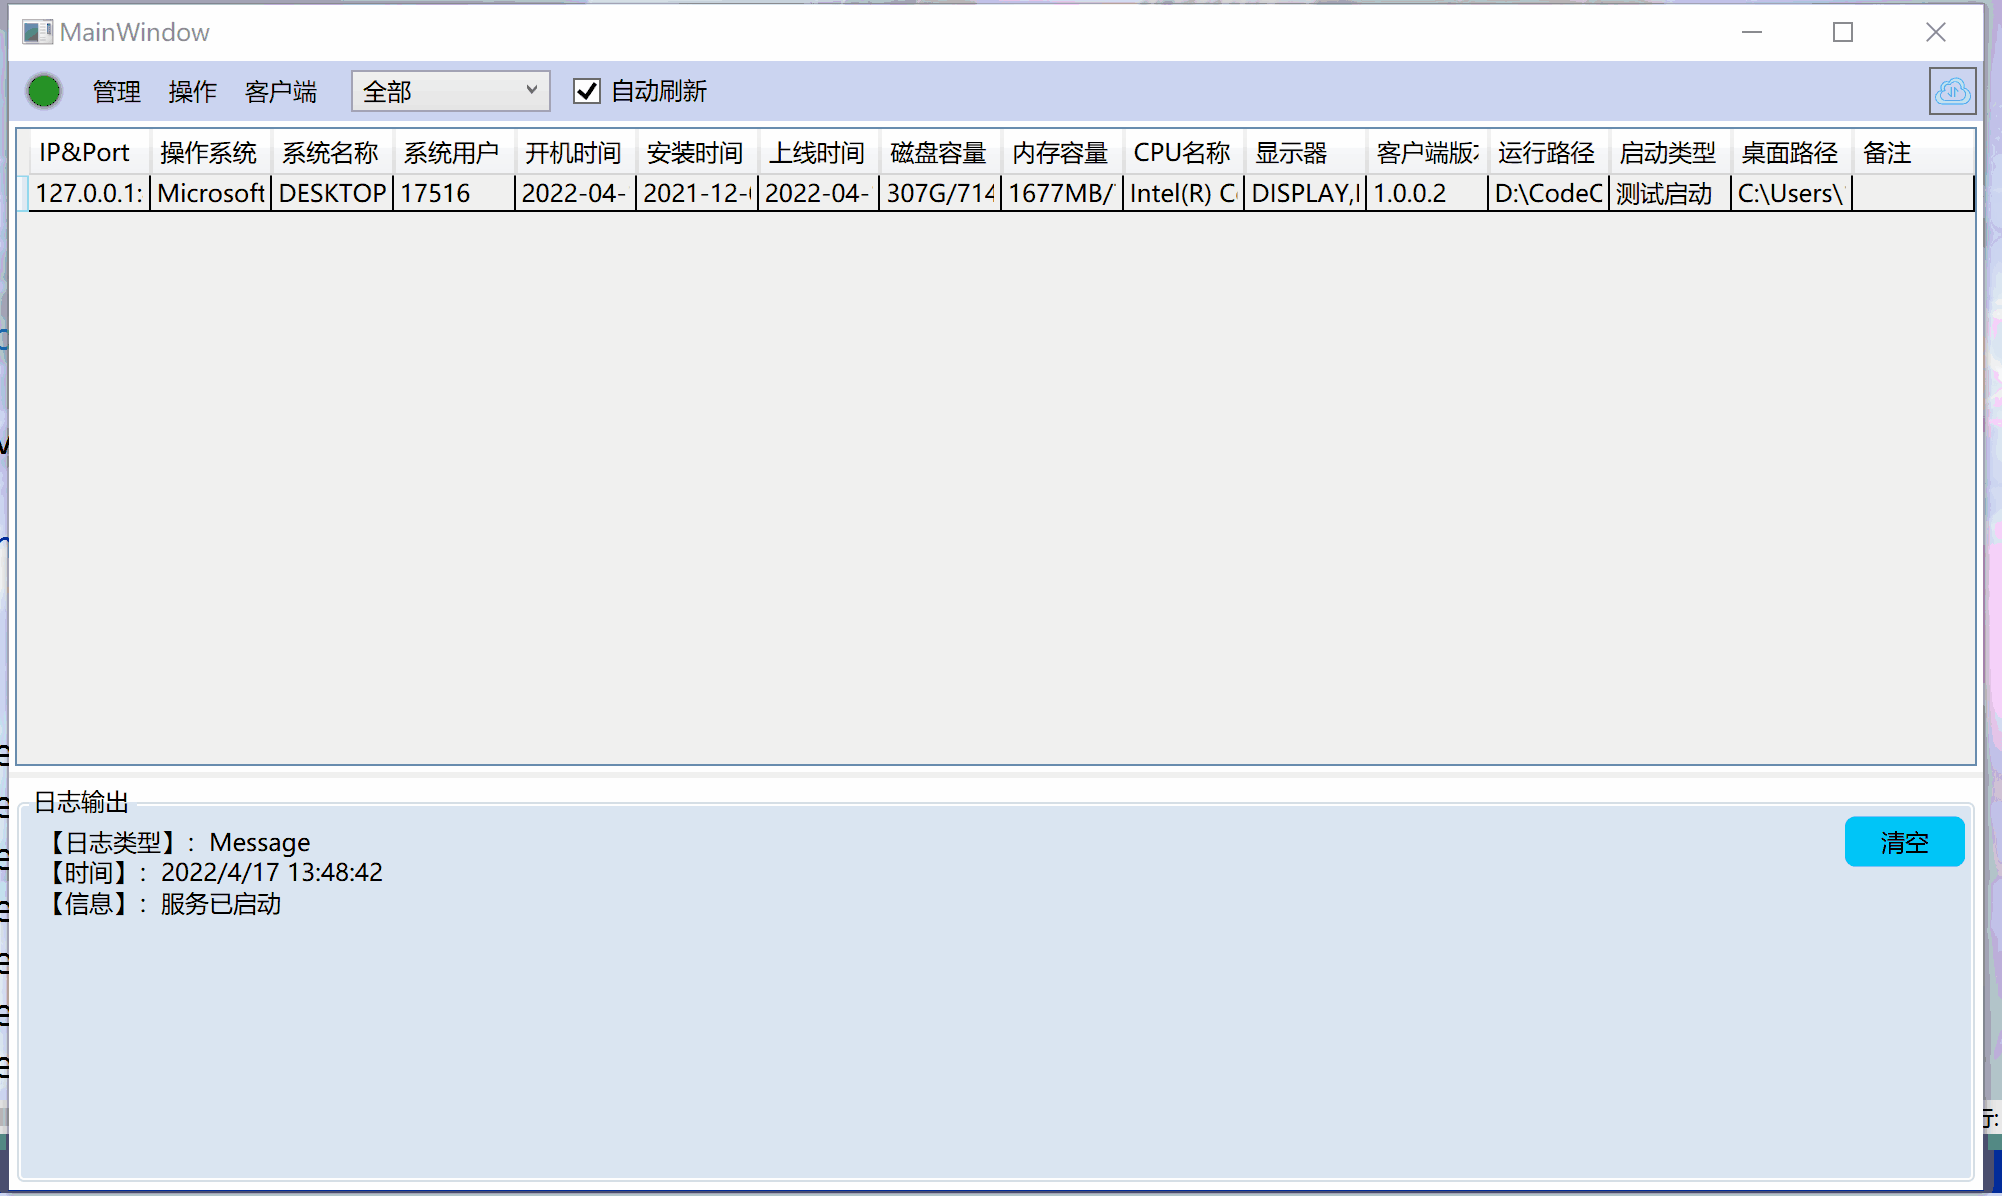 MainWindow
管理 操作 客户端 全部 自动刷新
IP&Port 操作系统 系统名称 系统用户 开机时间 安装时间 上线时间 磁盘容量 内存容量 CPU名称 显示器 客户端版 运行路径 启动类型 桌面路径 备注
127.0.0.1: Microsoft DESKTOP 17516 2022-04- 2021-12- 2022-04- 307G/714 1677MB/ Intel(R) C DISPLAY, 1.0.0.2 D:\CodeC 测试启动 C:\Users\
日志输出
【日志类型】: Message
清空
【时间】: 2022/4/17 13:48:42
【信息】: 服务已启动